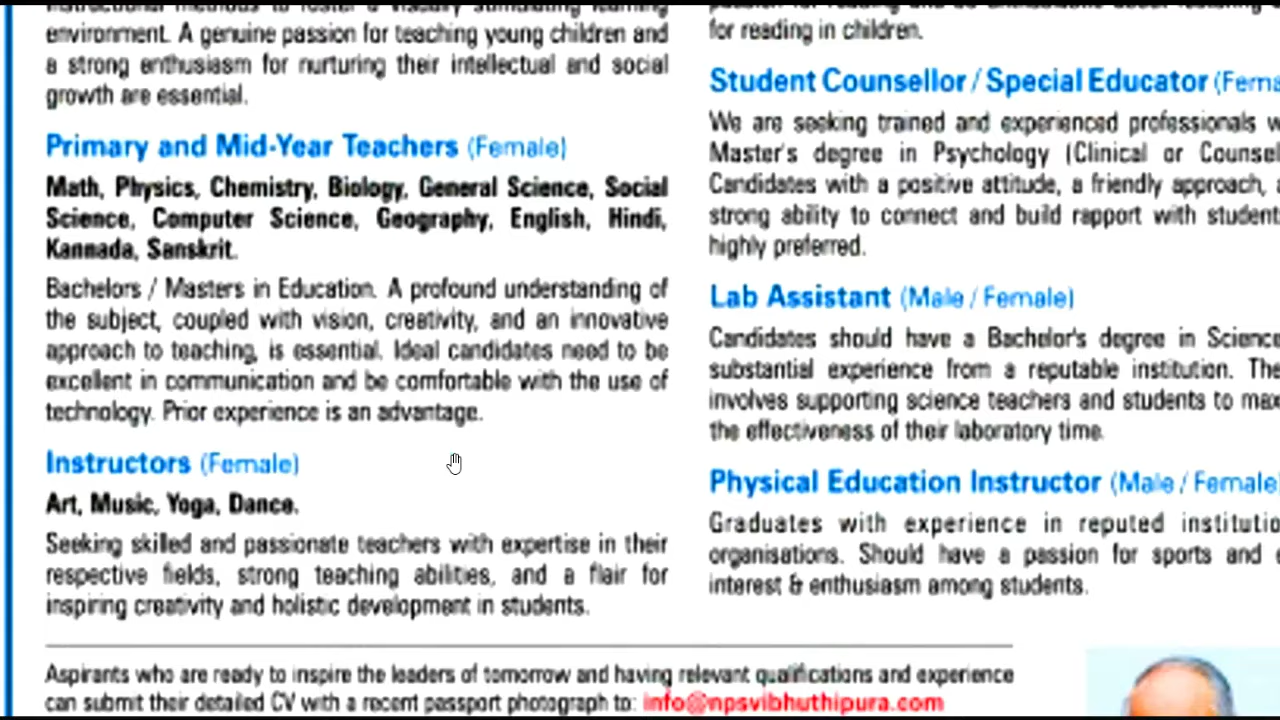 environment. A genuine passion for teaching young children and
a strong enthusiasm for nurturing their intellectual and social
growth are essential.
Primary and Mid-Year Teachers (Female)
Math, Physics, Chemistry, Biology, General Science, Social
Science, Computer Science, Geography, English, Hindi,
Kannada, Sanskrit.
Bachelors / Masters in Education. A profound understanding of
the subject, coupled with vision, creativity, and an innovative
approach to teaching, is essential. Ideal candidates need to be
excellent in communication and be comfortable with the use of
technology. Prior experience is an advantage.
Instructors (Female)
Art, Music, Yoga, Dance.
Seeking skilled and passionate teachers with expertise in their
respective fields, strong teaching abilities, and a flair for
inspiring creativity and holistic development in students.
for reading in children.
Student Counsellor / Special Educator
We are seeking trained and experienced professionals
Master's degree in Psychology (Clinical or
Candidates with a positive attitude, a friendly approach,
strong ability to connect and build rapport with
highly preferred.
Lab Assistant (Male / Female)
Candidates should have a Bachelor's degree in Science
substantial experience from a reputable institution. The
involves supporting science teachers and students to
the effectiveness of their laboratory time.
Physical Education Instructor (Male / Female
Graduates with experience in reputed
organisations. Should have a passion for sports and
interest & enthusiasm among students.
Aspirants who are ready to inspire the leaders of tomorrow and having relevant qualifications and experience
can submit their detailed CV with a recent passport photograph to: info@npsvibhuthipura.com